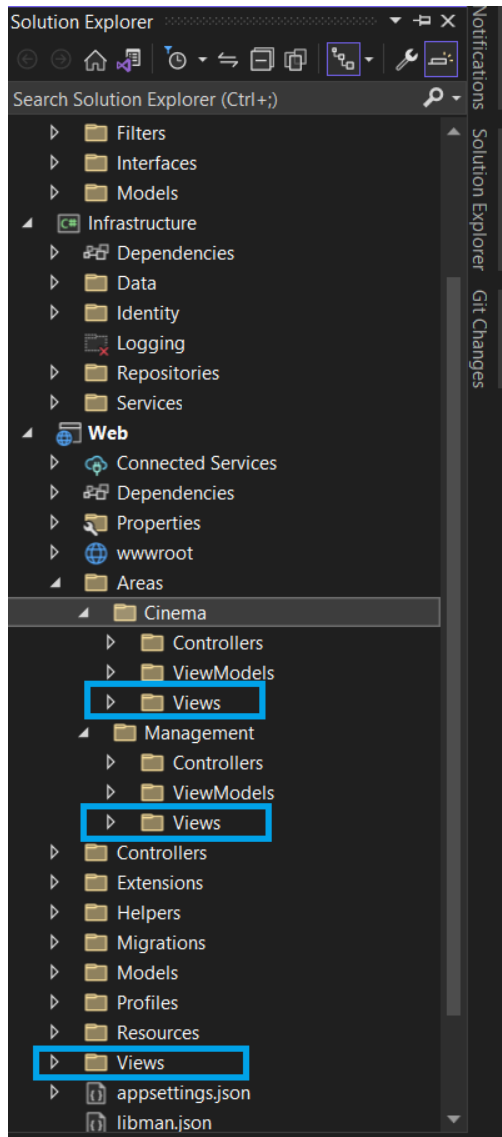 Solution Explorer
Search Solution Explorer (Ctrl+;)
Filters
Interfaces
Models
C# Infrastructure
Dependencies
Data
Identity
Logging
Repositories
Services
Web
Connected Services
Dependencies
Properties
wwwroot
Areas
Cinema
Controllers
ViewModels
Views
Management
Controllers
ViewModels
Views
Controllers
Extensions
Helpers
Migrations
Models
Profiles
Resources
Views
appsettings.json
libman.json
Notifications
Solution Explorer
Git Changes